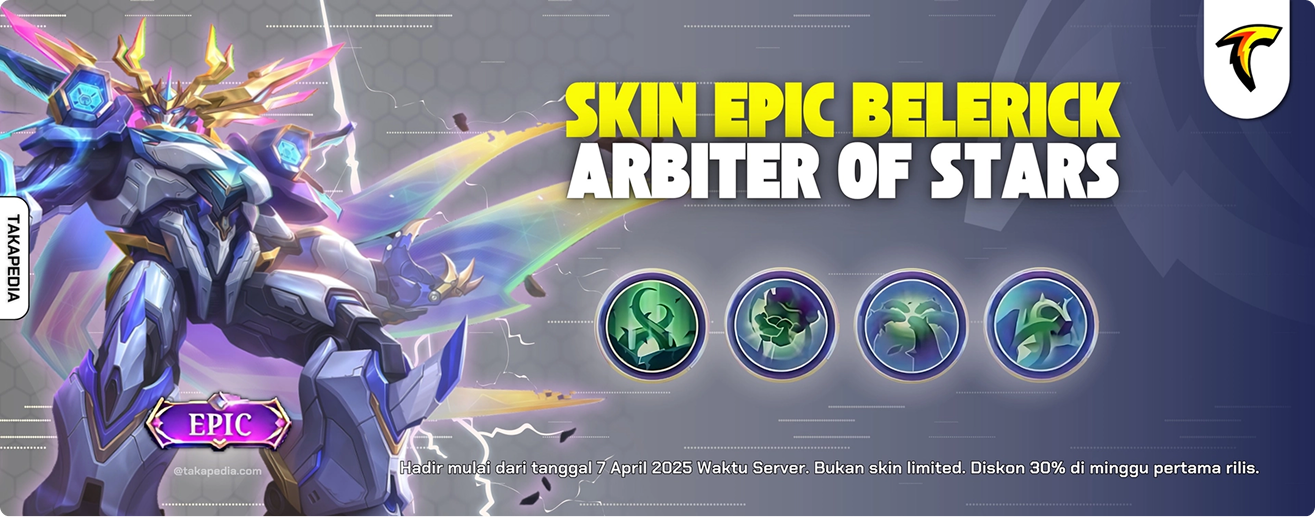 SKIN EPIC BELERICK
ARBITER OF STARS
TAKAPEDIA
EPIC
@takapedia.com
Hadir mulai dari tanggal 7 April 2025 Waktu Server. Bukan skin limited. Diskon 30% di minggu pertama rilis.